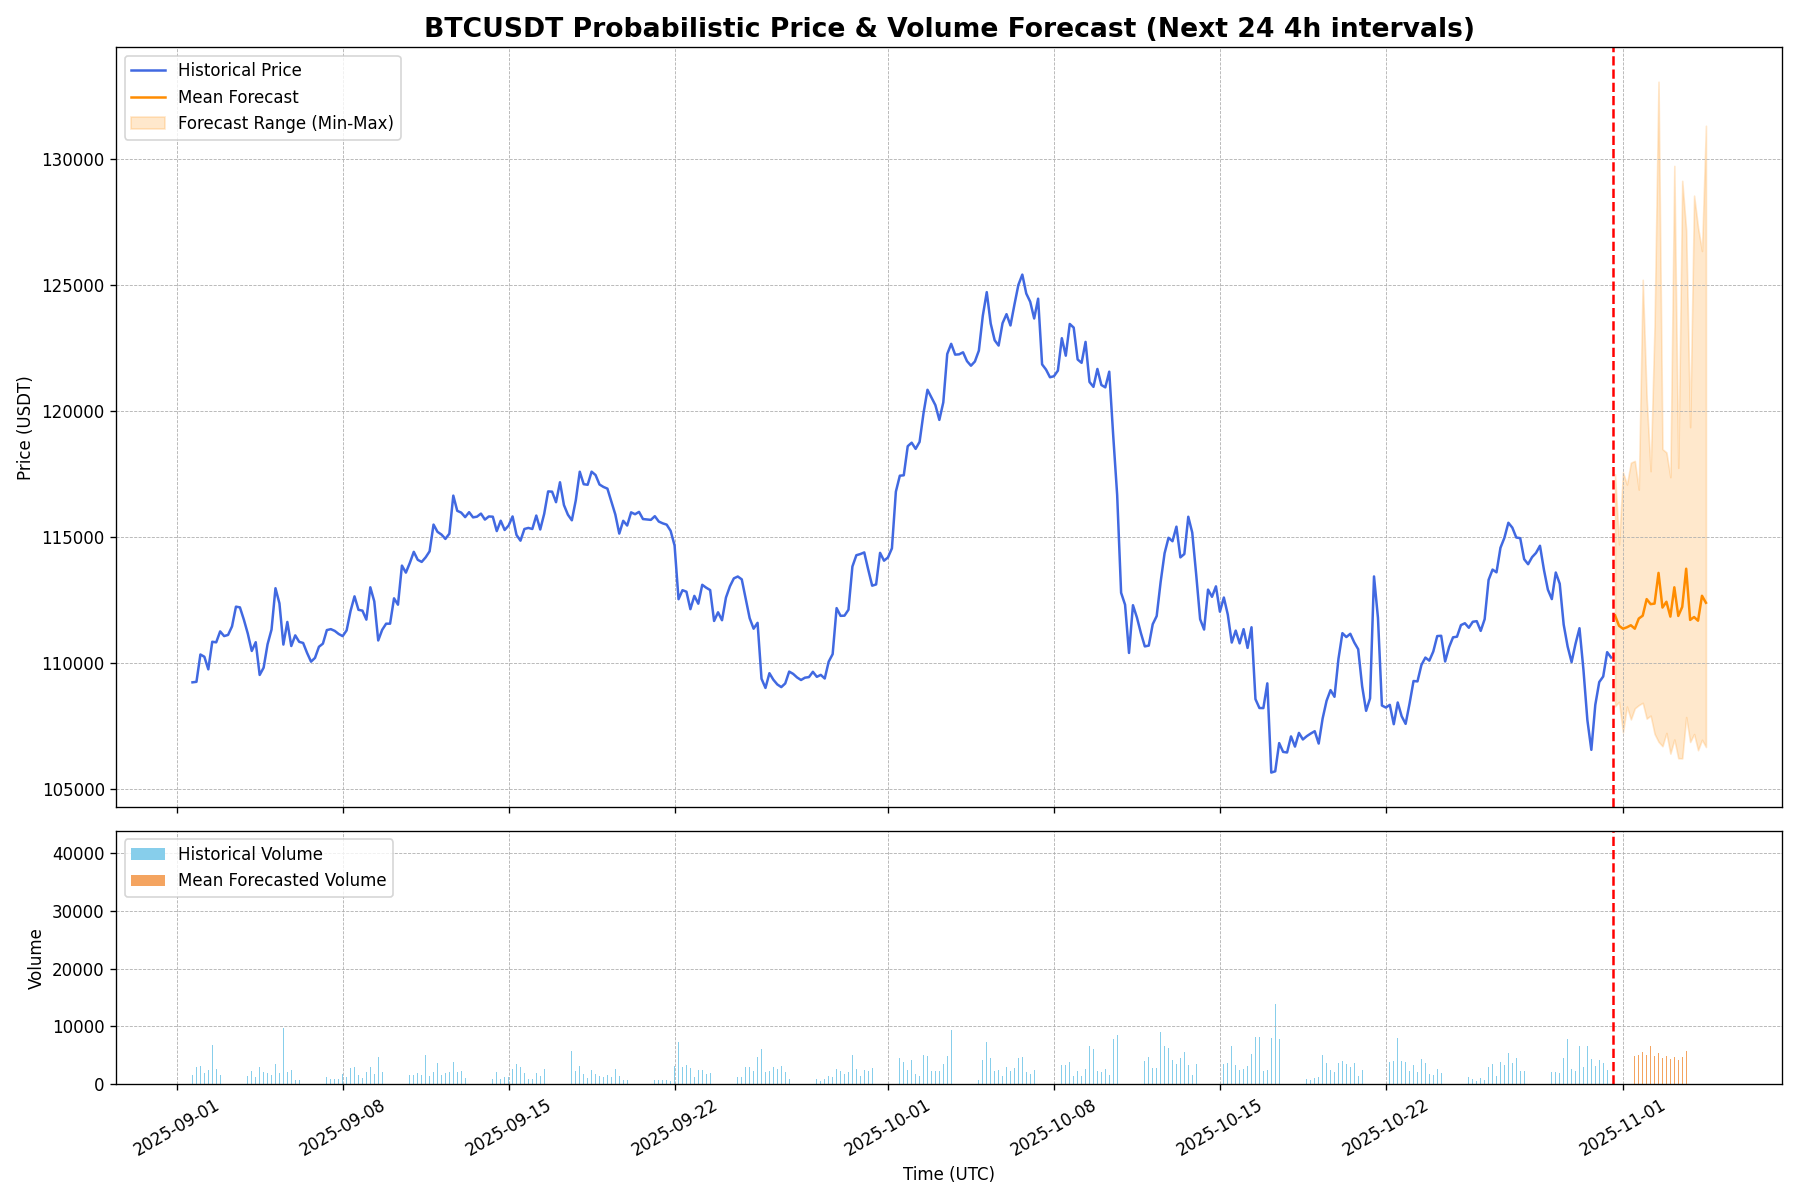 BTCUSDT Probabilistic Price & Volume Forecast (Next 24 4h intervals)
Historical Price
Mean Forecast
Forecast Range (Min-Max)
130000
125000
120000
115000
110000
105000
Price (USDT)
Historical Volume
Mean Forecasted Volume
40000
30000
20000
10000
0
Volume
2025-09-01
2025-09-08
2025-09-15
2025-09-22
2025-10-01
2025-10-08
2025-10-15
2025-10-22
2025-11-01
Time (UTC)